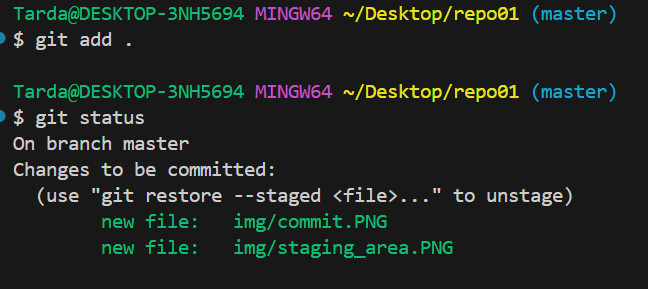 Tarda@DESKTOP-3NH5694 MINGW64 ~/Desktop/repo01 (master)
$ git add .
Tarda@DESKTOP-3NH5694 MINGW64 ~/Desktop/repo01 (master)
$ git status
On branch master
Changes to be committed:
  (use "git restore --staged <file>..." to unstage)
        new file:   img/commit.PNG
        new file:   img/staging_area.PNG